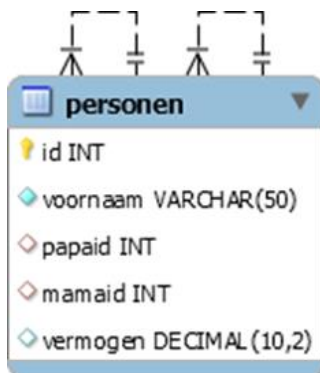 personen
id INT
voornaam VARCHAR(50)
papaid INT
mamaid INT
vermogen DECIMAL(10,2)